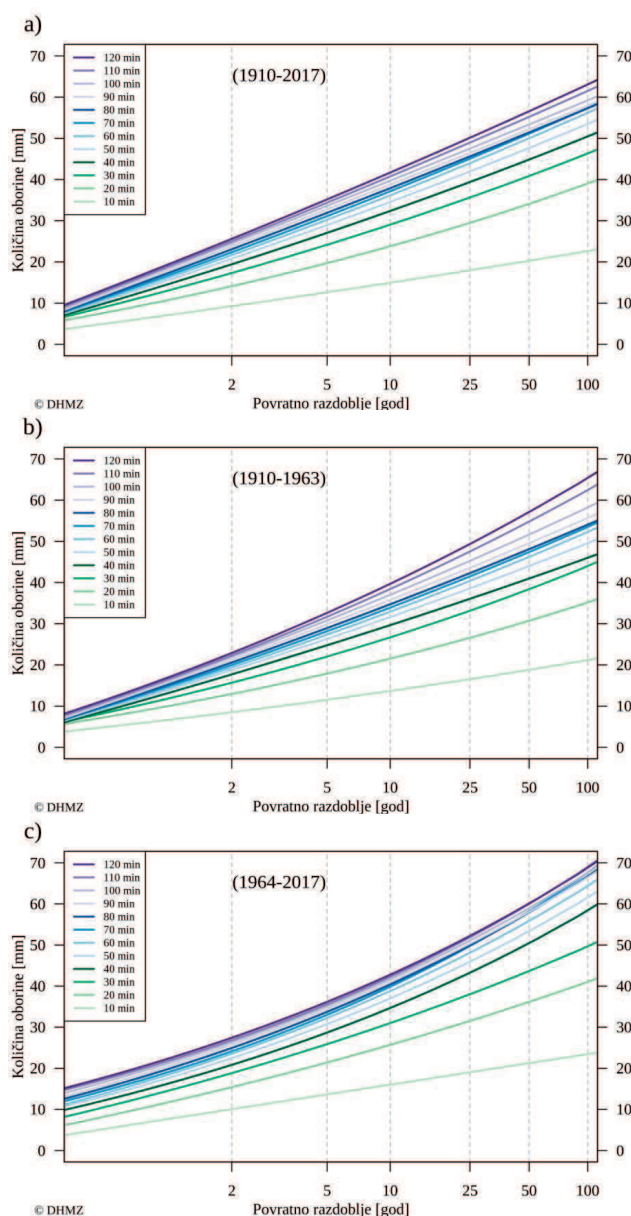 a)
70
60
50
40
30
20
10
0
Količina oborine [mm]
120 min
110 min
100 min
90 min
80 min
70 min
60 min
50 min
40 min
30 min
20 min
10 min
(1910-2017)
70
60
50
40
30
20
10
0
2 5 10 25 50 100
© DHMZ Povratno razdoblje [god]
b)
70
60
50
40
30
20
10
0
Količina oborine [mm]
120 min
110 min
100 min
90 min
80 min
70 min
60 min
50 min
40 min
30 min
20 min
10 min
(1910-1963)
70
60
50
40
30
20
10
0
2 5 10 25 50 100
© DHMZ Povratno razdoblje [god]
c)
70
60
50
40
30
20
10
0
Količina oborine [mm]
120 min
110 min
100 min
90 min
80 min
70 min
60 min
50 min
40 min
30 min
20 min
10 min
(1964-2017)
70
60
50
40
30
20
10
0
2 5 10 25 50 100
© DHMZ Povratno razdoblje [god]